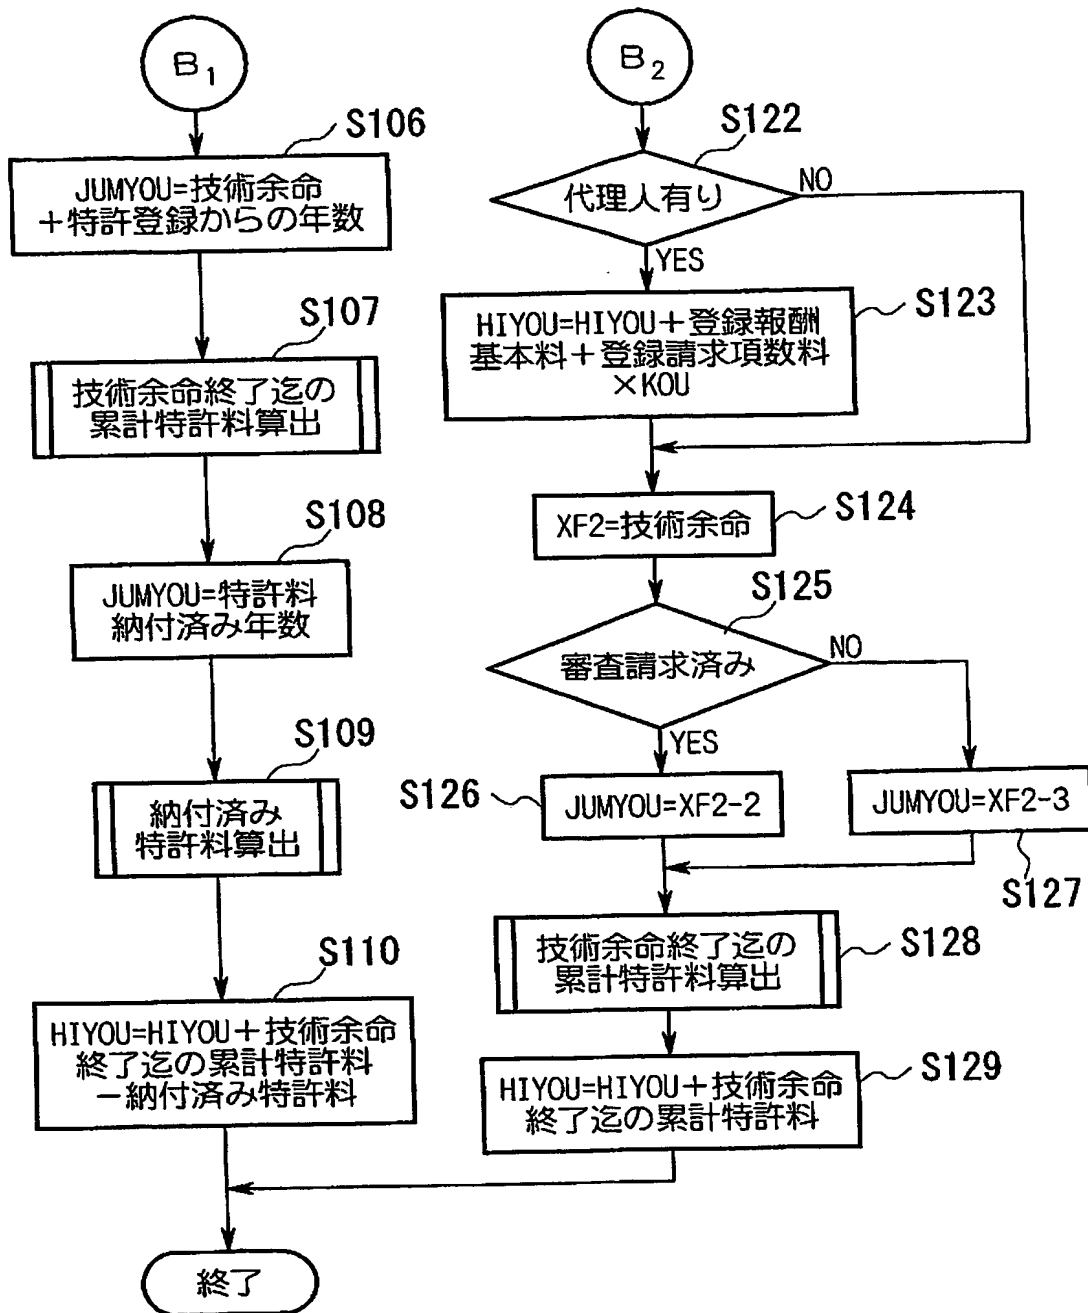 B1
S106
JUMYOU=技術余命
+特許登録からの年数
S107
技術余命終了迄の
累計特許料算出
S108
JUMYOU=特許料
納付済み年数
S109
納付済み
特許料算出
S110
HIYOU=HIYOU+技術余命
終了迄の累計特許料
-納付済み特許料
終了
B2
S122
代理人有り
NO
YES
S123
HIYOU=HIYOU+登録報酬
基本料+登録請求項数料
×KOU
S124
XF2=技術余命
S125
審査請求済み
NO
YES
S126
JUMYOU=XF2-2
JUMYOU=XF2-3
S127
S128
技術余命終了迄の
累計特許料算出
S129
HIYOU=HIYOU+技術余命
終了迄の累計特許料